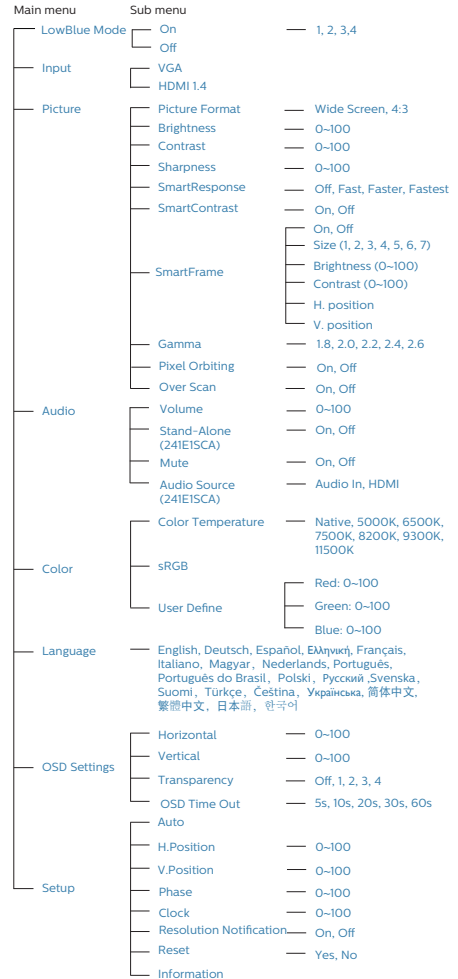 Main menu Sub menu
LowBlue Mode On 1, 2, 3,4
Off
Input VGA
HDMI 1.4
Picture Picture Format Wide Screen, 4:3
Brightness 0~100
Contrast 0~100
Sharpness 0~100
SmartResponse Off, Fast, Faster, Fastest
SmartContrast On, Off
SmartFrame On, Off
Size (1, 2, 3, 4, 5, 6, 7)
Brightness (0~100)
Contrast (0~100)
H. position
V. position
Gamma 1.8, 2.0, 2.2, 2.4, 2.6
Pixel Orbiting On, Off
Over Scan On, Off
Audio Volume 0~100
Stand-Alone On, Off
(241E1SCA)
Mute On, Off
Audio Source Audio In, HDMI
(241E1SCA)
Color Color Temperature Native, 5000K, 6500K,
7500K, 8200K, 9300K,
11500K
sRGB
User Define Red: 0~100
Green: 0~100
Blue: 0~100
Language English, Deutsch, Español, Ελληνική, Français,
Italiano, Magyar, Nederlands, Português,
Português do Brasil, Polski, Русский ,Svenska,
Suomi, Türkçe, Čeština, Українська, 简体中文,
繁體中文, 日本語, 한국어
OSD Settings Horizontal 0~100
Vertical 0~100
Transparency Off, 1, 2, 3, 4
OSD Time Out 5s, 10s, 20s, 30s, 60s
Setup Auto
H.Position 0~100
V.Position 0~100
Phase 0~100
Clock 0~100
Resolution Notification On, Off
Reset Yes, No
Information